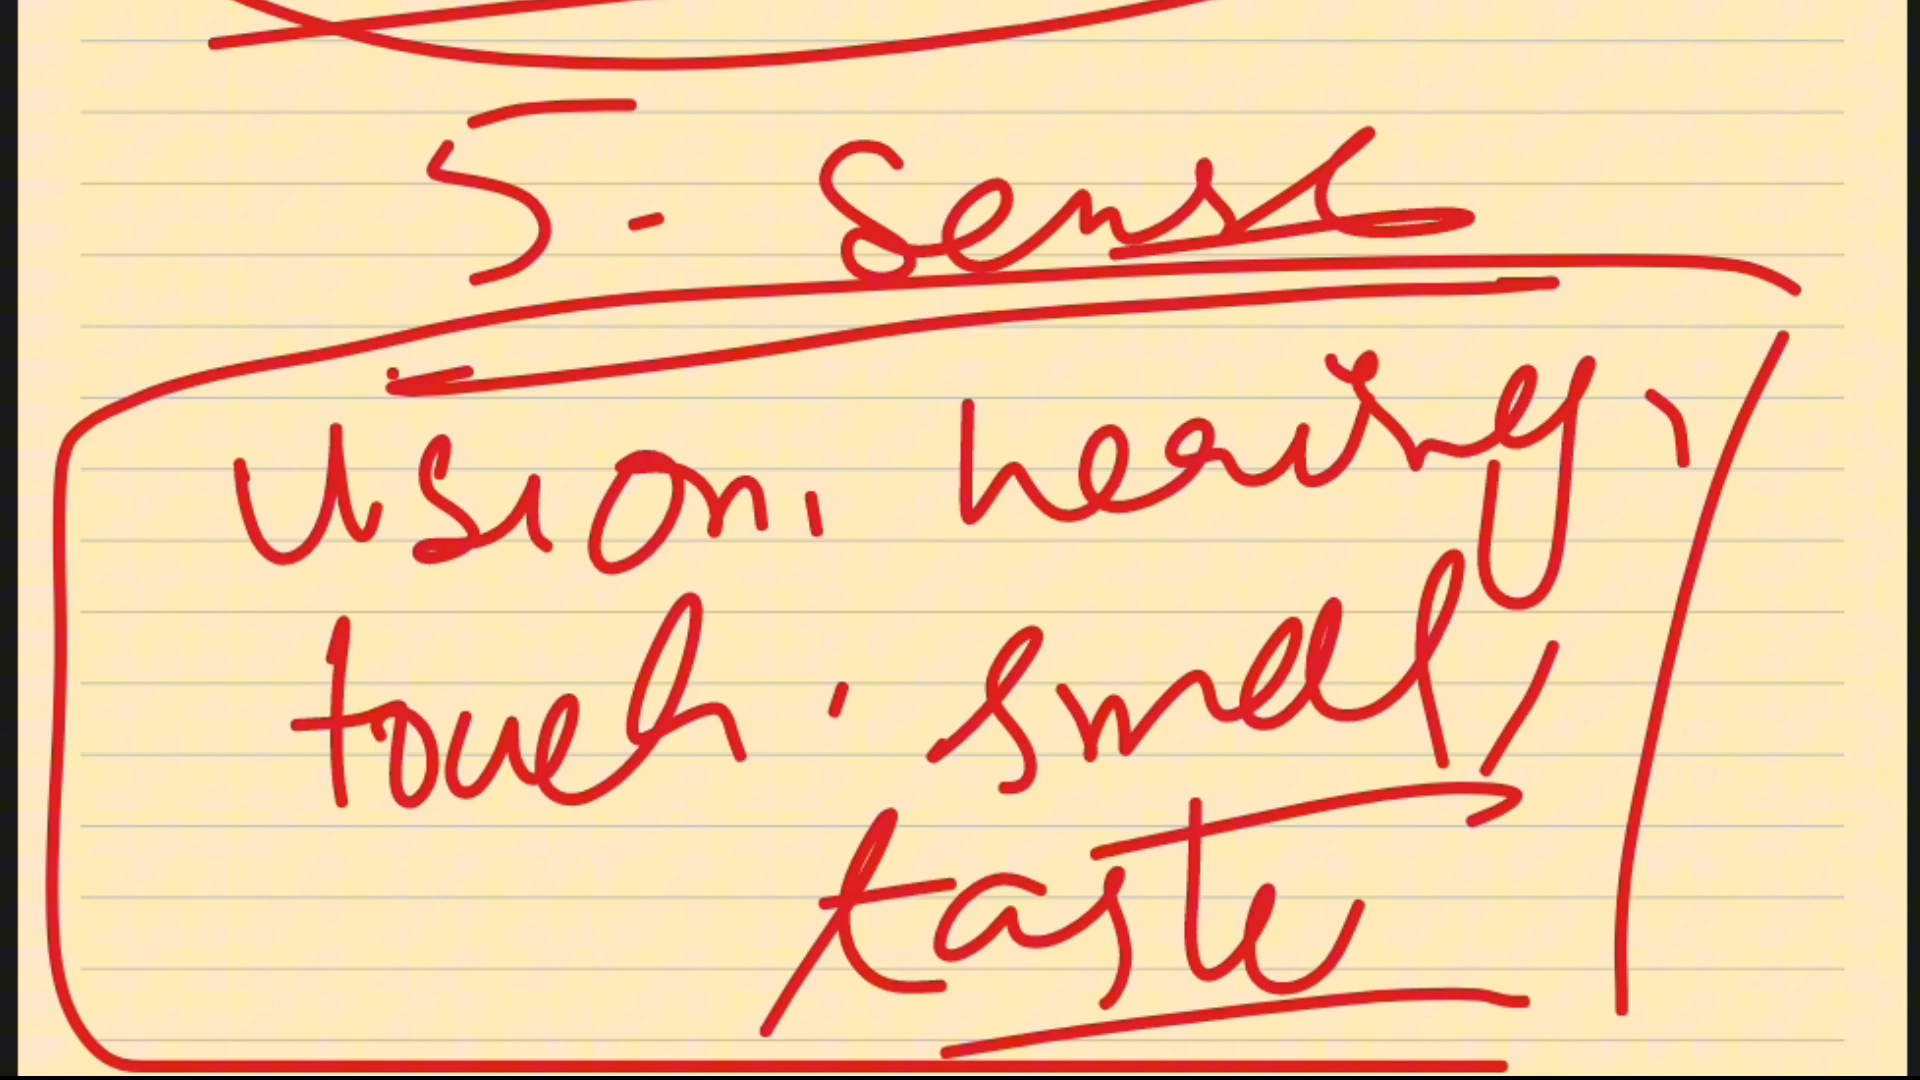 5- Sense
vision, hearing,
touch, smell,
taste